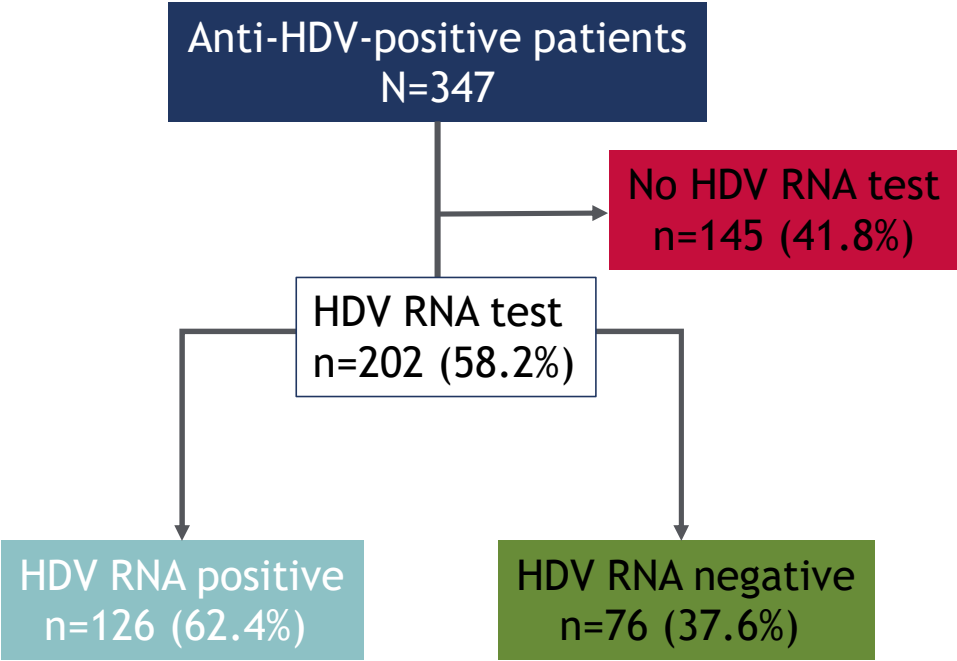 Anti-HDV-positive patients
N=347
No HDV RNA test
n=145 (41.8%)
HDV RNA test
n=202 (58.2%)
HDV RNA positive
n=126 (62.4%)
HDV RNA negative
n=76 (37.6%)